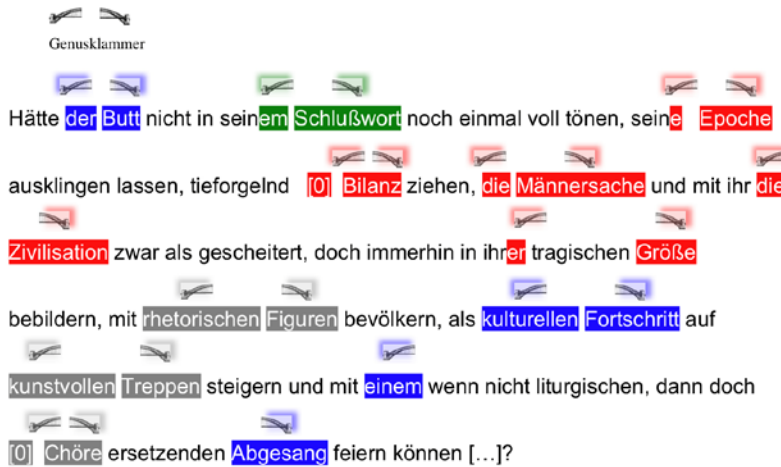 Genusklammer
Hätte der Butt nicht in seinem Schlußwort noch einmal voll tönen, seine Epoche
ausklingen lassen, tieforgelnd [0] Bilanz ziehen, die Männersache und mit ihr die
Zivilisation zwar als gescheitert, doch immerhin in ihrer tragischen Größe
bebildern, mit rhetorischen Figuren bevölkern, als kulturellen Fortschritt auf
kunstvollen Treppen steigern und mit einem wenn nicht liturgischen, dann doch
[0] Chöre ersetzenden Abgesang feiern können [...]?